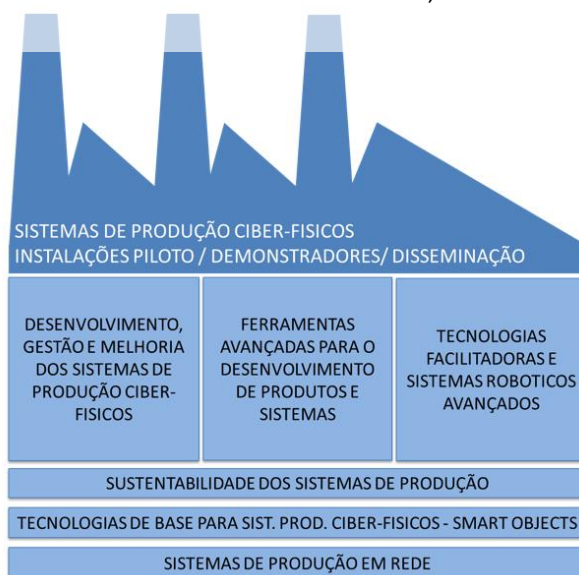 SISTEMAS DE PRODUÇÃO CIBER-FISICOS
INSTALAÇÕES PILOTO / DEMONSTRADORES/ DISSEMINAÇÃO
DESENVOLVIMENTO,
GESTÃO E MELHORIA
DOS SISTEMAS DE
PRODUÇÃO CIBER-
FISICOS
FERRAMENTAS
AVANÇADAS PARA O
DESENVOLVIMENTO
DE PRODUTOS E
SISTEMAS
TECNOLOGIAS
FACILITADORAS E
SISTEMAS ROBOTICOS
AVANÇADOS
SUSTENTABILIDADE DOS SISTEMAS DE PRODUÇÃO
TECNOLOGIAS DE BASE PARA SIST. PROD. CIBER-FISICOS - SMART OBJECTS
SISTEMAS DE PRODUÇÃO EM REDE